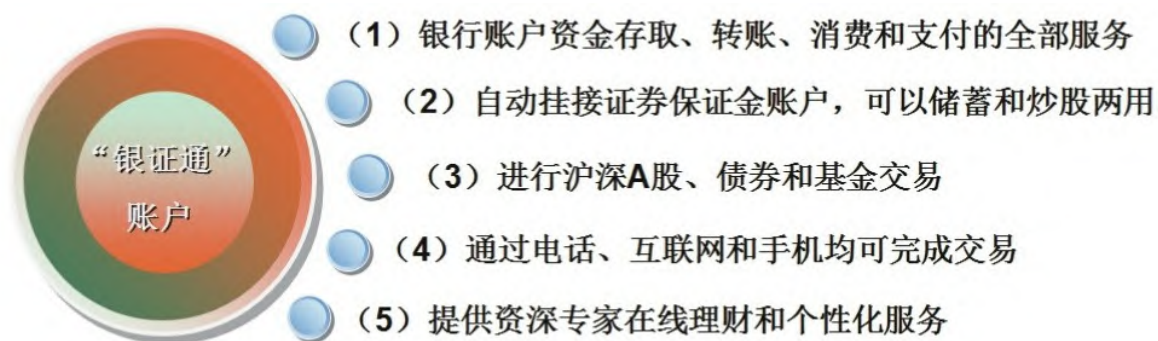 “银证通”
账户
（1）银行账户资金存取、转账、消费和支付的全部服务
（2）自动挂接证券保证金账户，可以储蓄和炒股两用
（3）进行沪深A股、债券和基金交易
（4）通过电话、互联网和手机均可完成交易
（5）提供资深专家在线理财和个性化服务